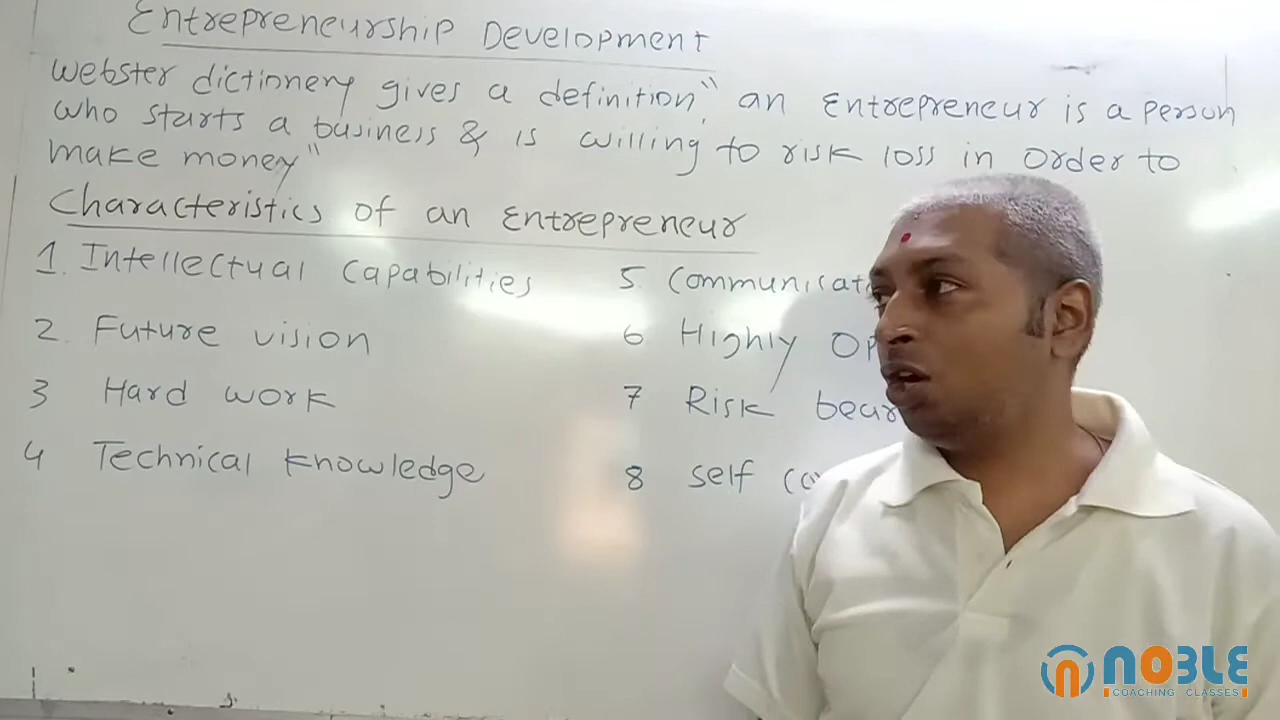 Entrepreneurship Development
Webster dictionnery gives a definition," an Entrepreneur is a person
who starts a business & is willing to risk loss in order to
make money"
Characteristics of an Entrepreneur
1. Intellectual capabilities
2. Future vision
3 Hard work
4 Technical knowledge
5. Communicat
6 Highly Op
7 Risk bear
8 self co
NOBLE
COACHING CLASSES